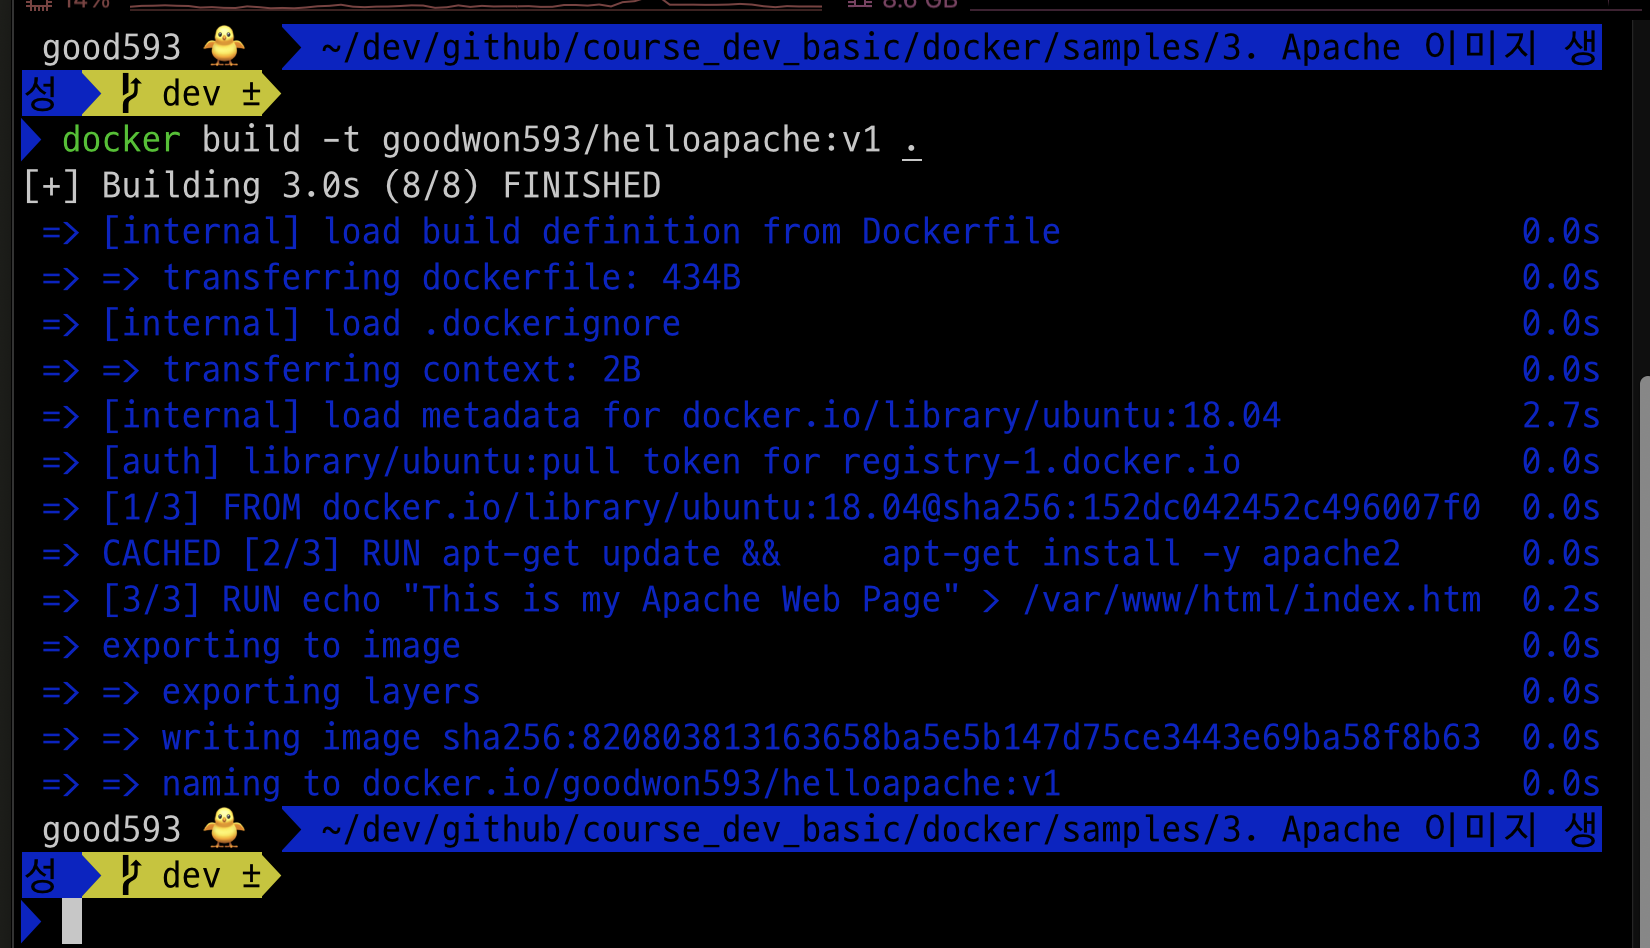 14% 8.6 GB
good593 🐥 ~/dev/github/course_dev_basic/docker/samples/3. Apache 이미지 생
성 dev ±
docker build -t goodwon593/helloapache:v1 .
[+] Building 3.0s (8/8) FINISHED
=> [internal] load build definition from Dockerfile 0.0s
=> => transferring dockerfile: 434B 0.0s
=> [internal] load .dockerignore 0.0s
=> => transferring context: 2B 0.0s
=> [internal] load metadata for docker.io/library/ubuntu:18.04 2.7s
=> [auth] library/ubuntu:pull token for registry-1.docker.io 0.0s
=> [1/3] FROM docker.io/library/ubuntu:18.04@sha256:152dc042452c496007f0 0.0s
=> CACHED [2/3] RUN apt-get update &&     apt-get install -y apache2 0.0s
=> [3/3] RUN echo "This is my Apache Web Page" > /var/www/html/index.htm 0.2s
=> exporting to image 0.0s
=> => exporting layers 0.0s
=> => writing image sha256:820803813163658ba5e5b147d75ce3443e69ba58f8b63 0.0s
=> => naming to docker.io/goodwon593/helloapache:v1 0.0s
good593 🐥 ~/dev/github/course_dev_basic/docker/samples/3. Apache 이미지 생
성 dev ±